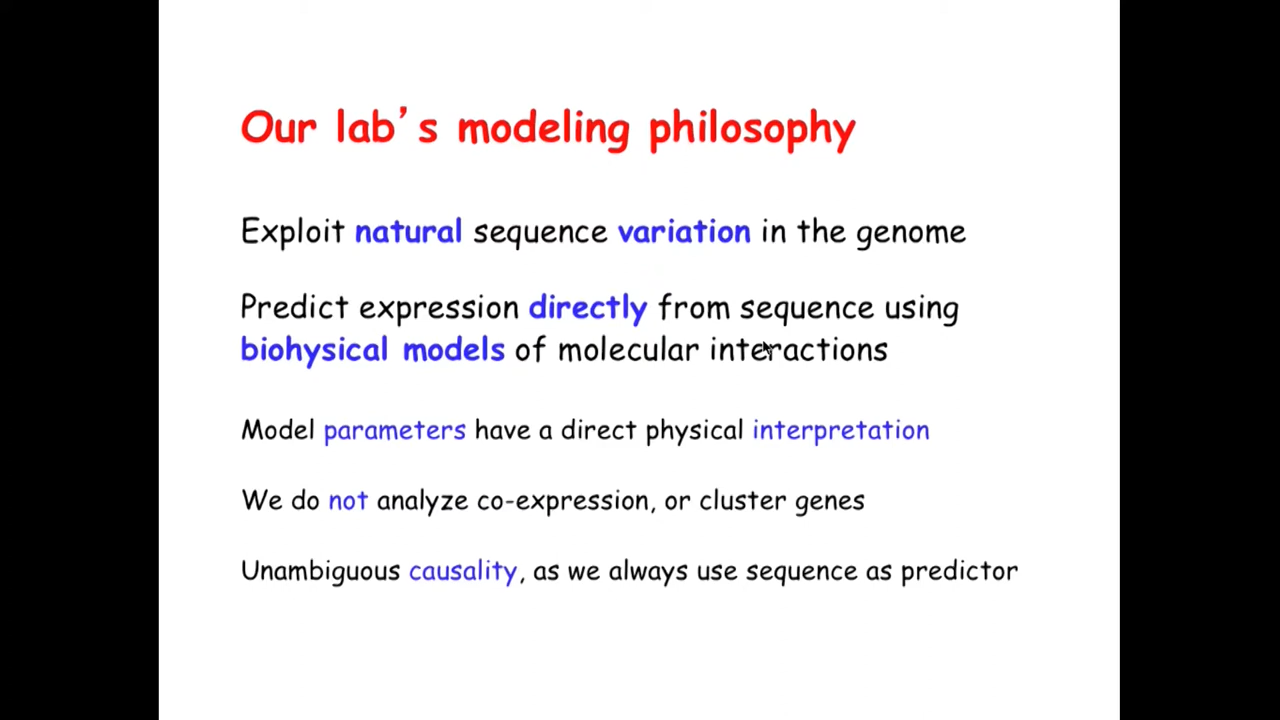 Our lab's modeling philosophy
Exploit natural sequence variation in the genome
Predict expression directly from sequence using
biophysical models of molecular interactions
Model parameters have a direct physical interpretation
We do not analyze co-expression, or cluster genes
Unambiguous causality, as we always use sequence as predictor